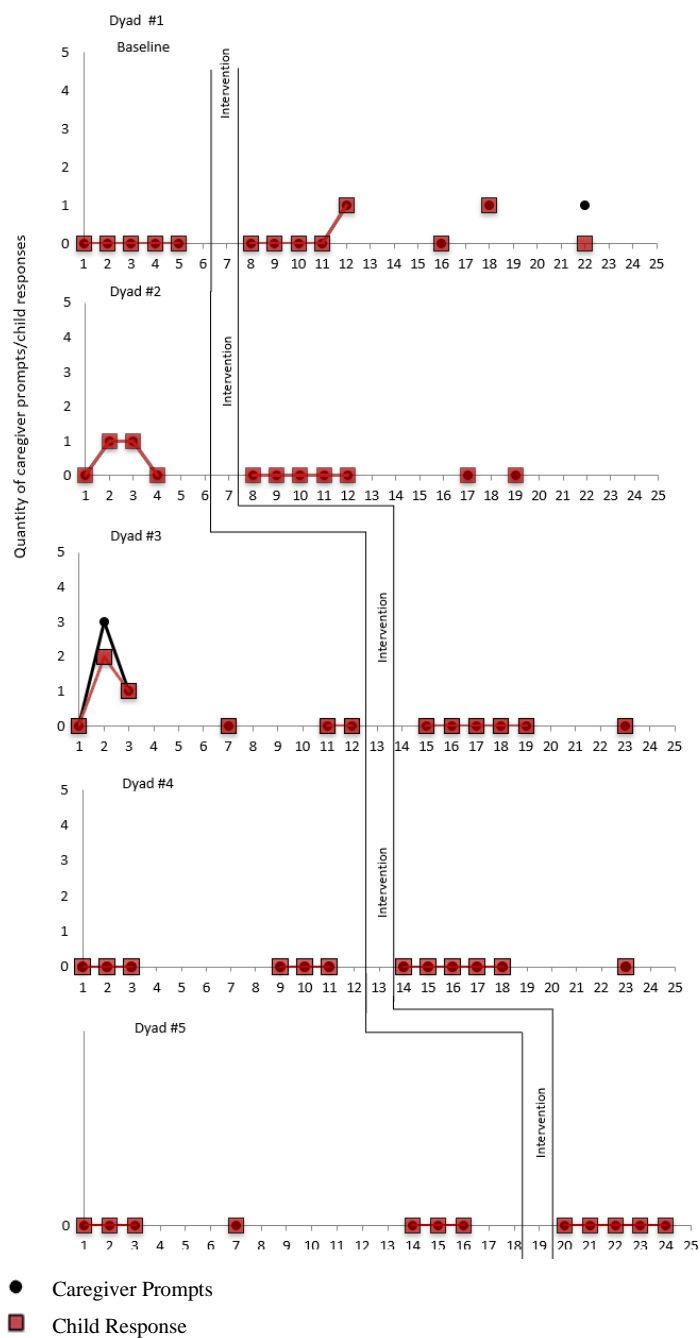 Dyad #1
Baseline
Intervention
5
4
3
2
1
0
1 2 3 4 5 6 7 8 9 10 11 12 13 14 15 16 17 18 19 20 21 22 23 24 25
Quantity of caregiver prompts/child responses
Dyad #2
Intervention
5
4
3
2
1
0
1 2 3 4 5 6 7 8 9 10 11 12 13 14 15 16 17 18 19 20 21 22 23 24 25
Dyad #3
Intervention
5
4
3
2
1
0
1 2 3 4 5 6 7 8 9 10 11 12 13 14 15 16 17 18 19 20 21 22 23 24 25
Dyad #4
Intervention
5
4
3
2
1
0
1 2 3 4 5 6 7 8 9 10 11 12 13 14 15 16 17 18 19 20 21 22 23 24 25
Dyad #5
Intervention
0
1 2 3 4 5 6 7 8 9 10 11 12 13 14 15 16 17 18 19 20 21 22 23 24 25
Caregiver Prompts
Child Response